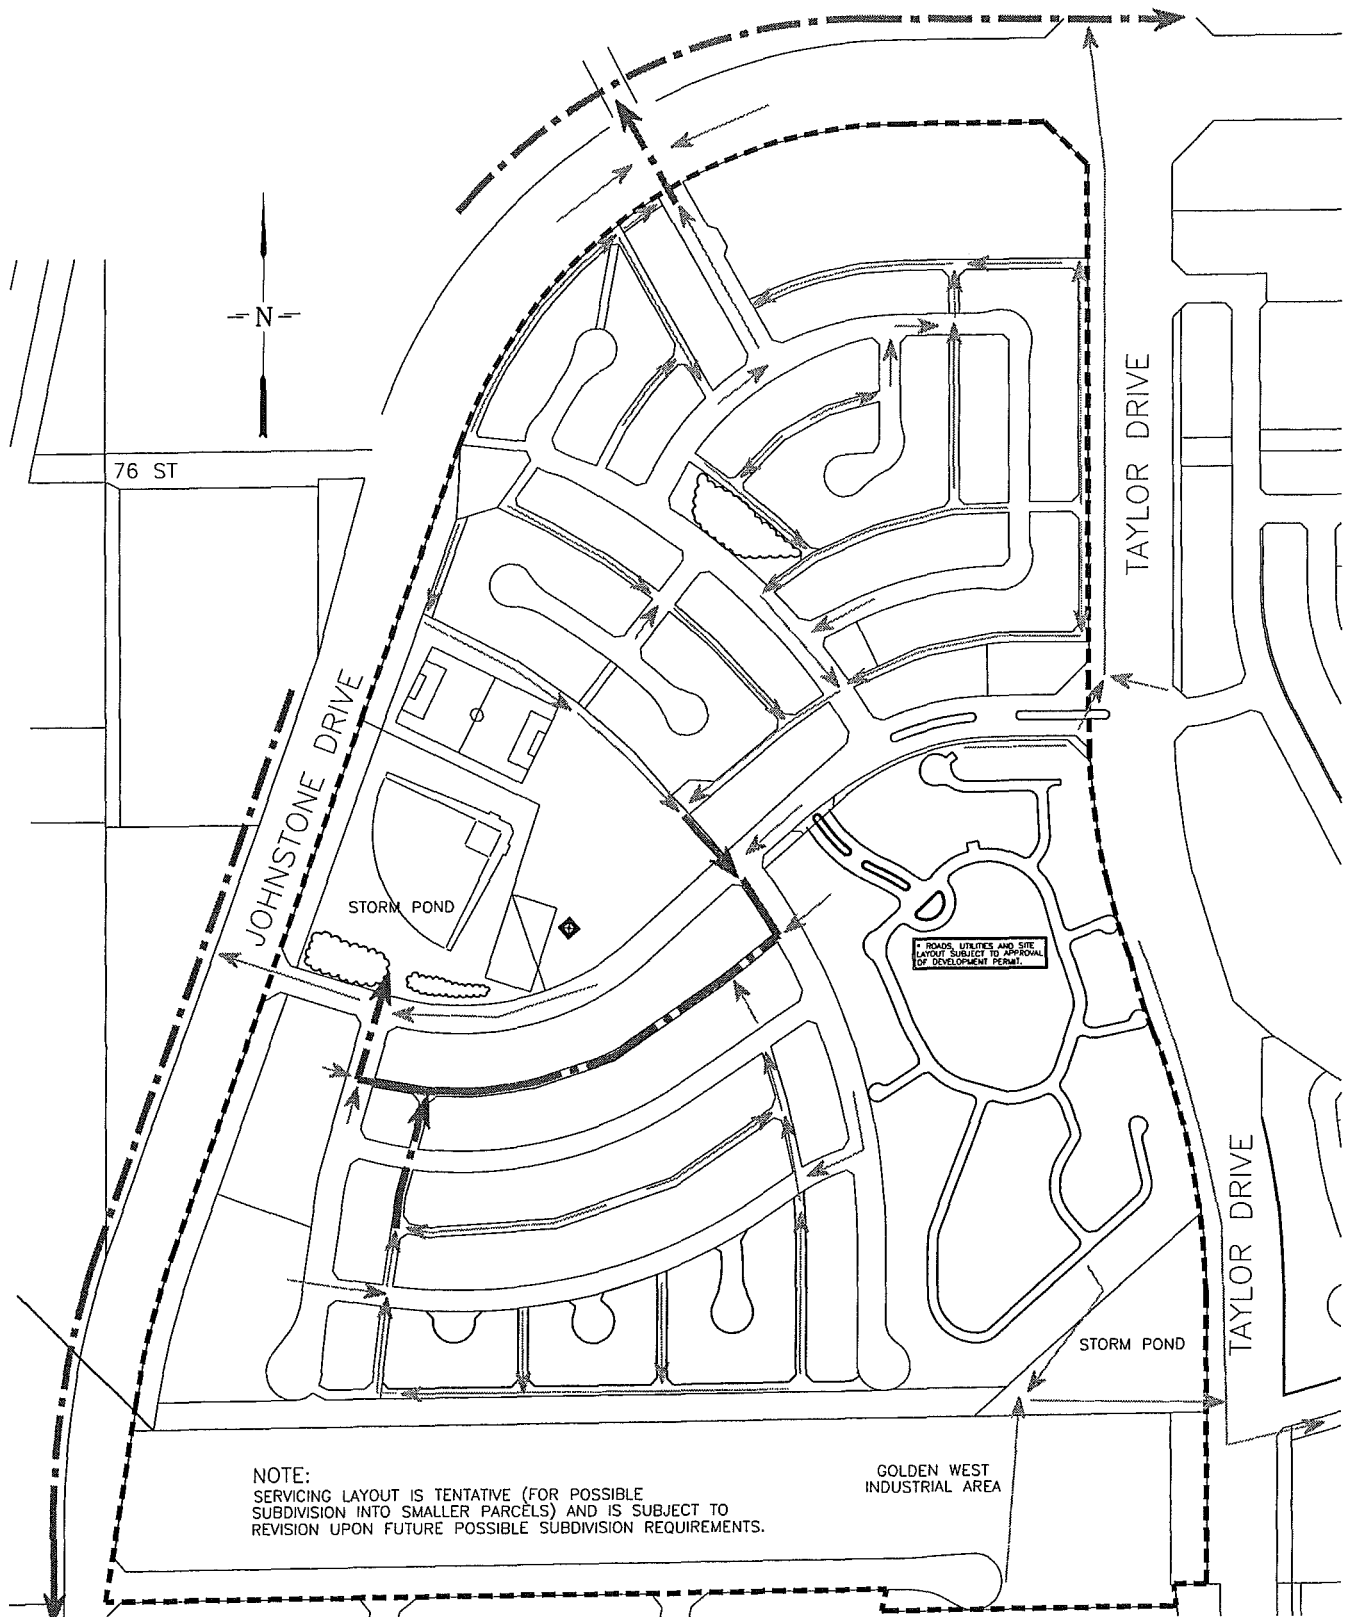 N
76 ST
TAYLOR DRIVE
JOHNSTONE DRIVE
STORM POND
* ROADS, UTILITIES AND SITE
LAYOUT SUBJECT TO APPROVAL
OF DEVELOPMENT PERMIT.
TAYLOR DRIVE
STORM POND
NOTE:
SERVICING LAYOUT IS TENTATIVE (FOR POSSIBLE
SUBDIVISION INTO SMALLER PARCELS) AND IS SUBJECT TO
REVISION UPON FUTURE POSSIBLE SUBDIVISION REQUIREMENTS.
GOLDEN WEST
INDUSTRIAL AREA